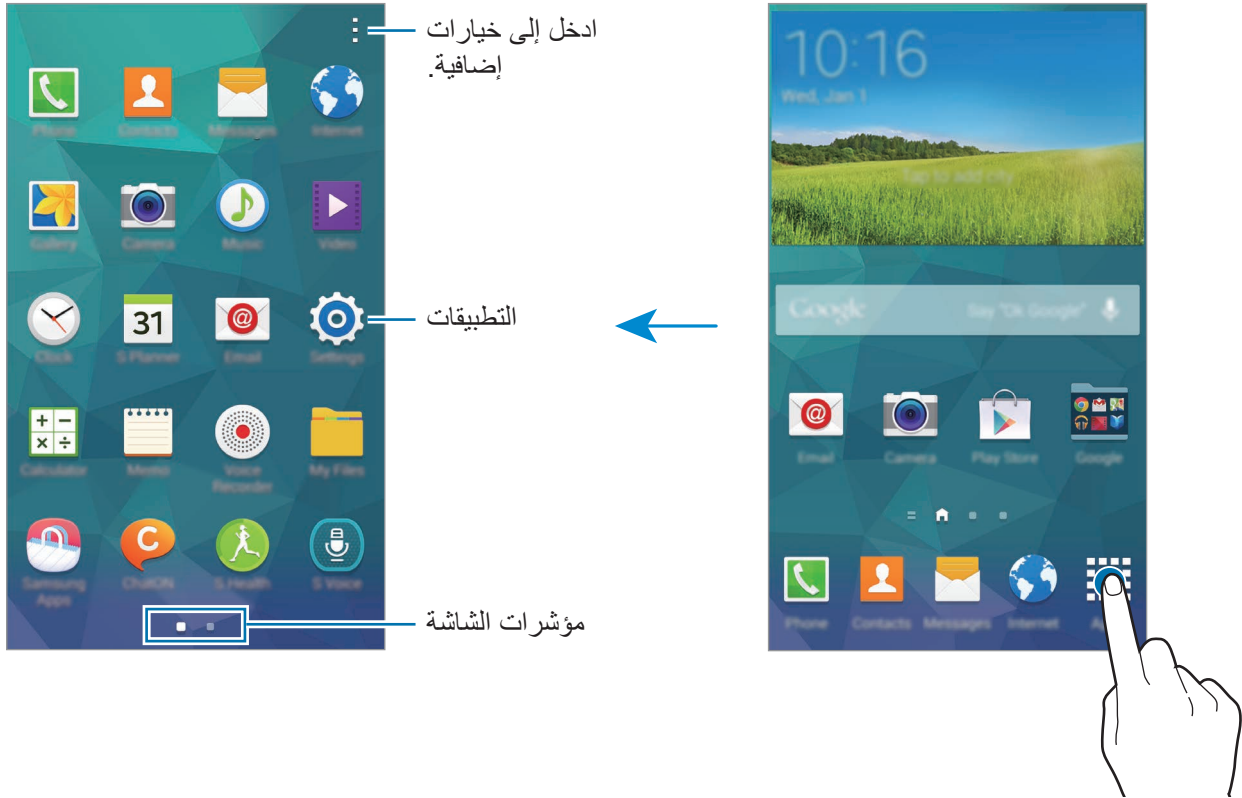 10:16
Wed, Jan 1
Tap to add city
Google Say "Ok Google"
Email Camera Play Store Google
Phone Contacts Messages Internet
ادخل إلى خيارات
إضافية.
Phone Contacts Messages Internet
Gallery Camera Music Video
31
التطبيقات
Clock S Planner Email Settings
Calculator Memo Voice Recorder My Files
C
Samsung Apps ChatON S Health S Voice
مؤشرات الشاشة